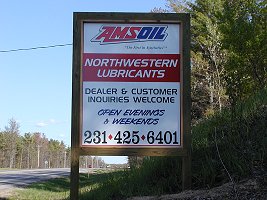 AMSOIL
"The First in Synthetics"
NORTHWESTERN
LUBRICANTS
DEALER & CUSTOMER
INQUIRIES WELCOME
OPEN EVENINGS
& WEEKENDS
231♦425♦6401